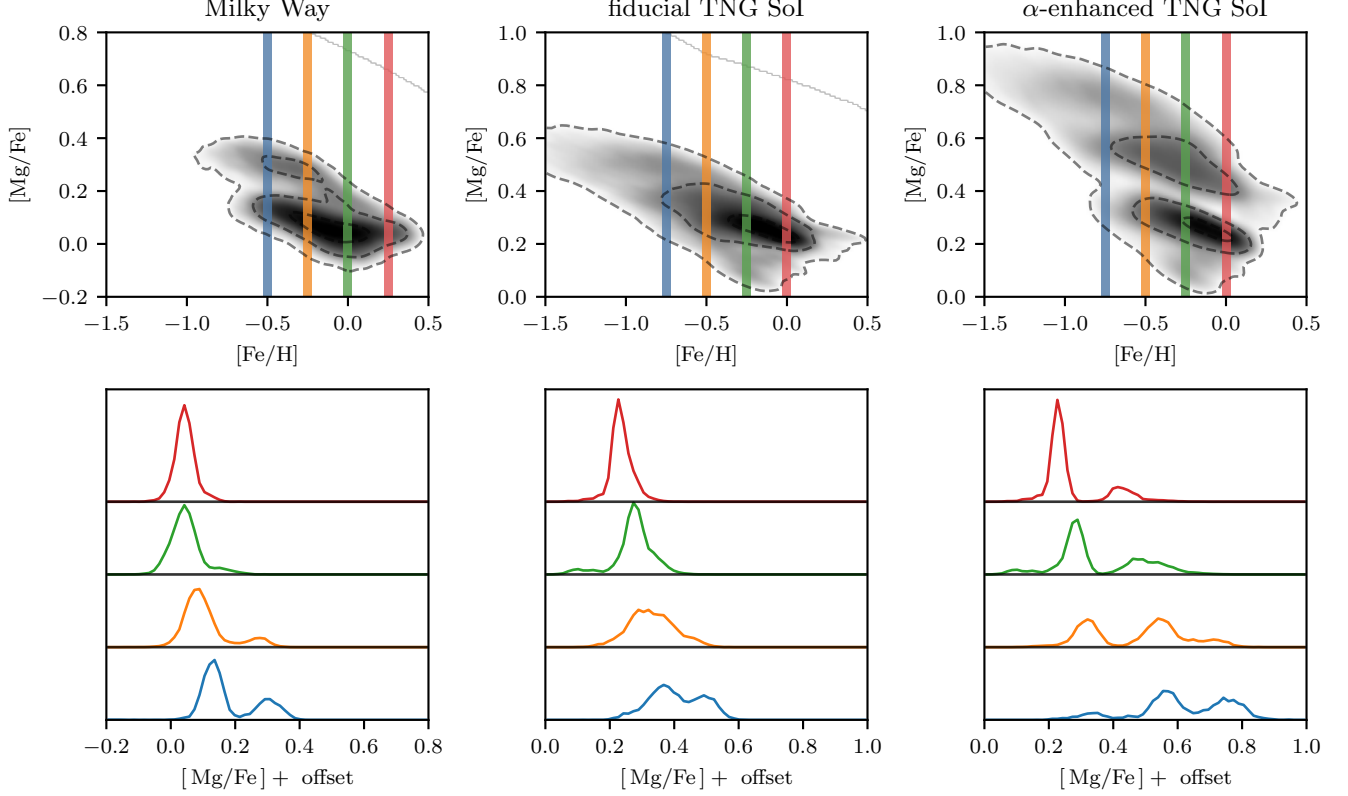 Milky Way
fiducial TNG SoI
α-enhanced TNG SoI
0.8
0.6
0.4
0.2
0.0
−0.2
[Mg/Fe]
−1.5 −1.0 −0.5 0.0 0.5
[Fe/H]
1.0
0.8
0.6
0.4
0.2
0.0
[Mg/Fe]
−1.5 −1.0 −0.5 0.0 0.5
[Fe/H]
1.0
0.8
0.6
0.4
0.2
0.0
[Mg/Fe]
−1.5 −1.0 −0.5 0.0 0.5
[Fe/H]
−0.2 0.0 0.2 0.4 0.6 0.8
[Mg/Fe] + offset
0.0 0.2 0.4 0.6 0.8 1.0
[Mg/Fe] + offset
0.0 0.2 0.4 0.6 0.8 1.0
[Mg/Fe] + offset